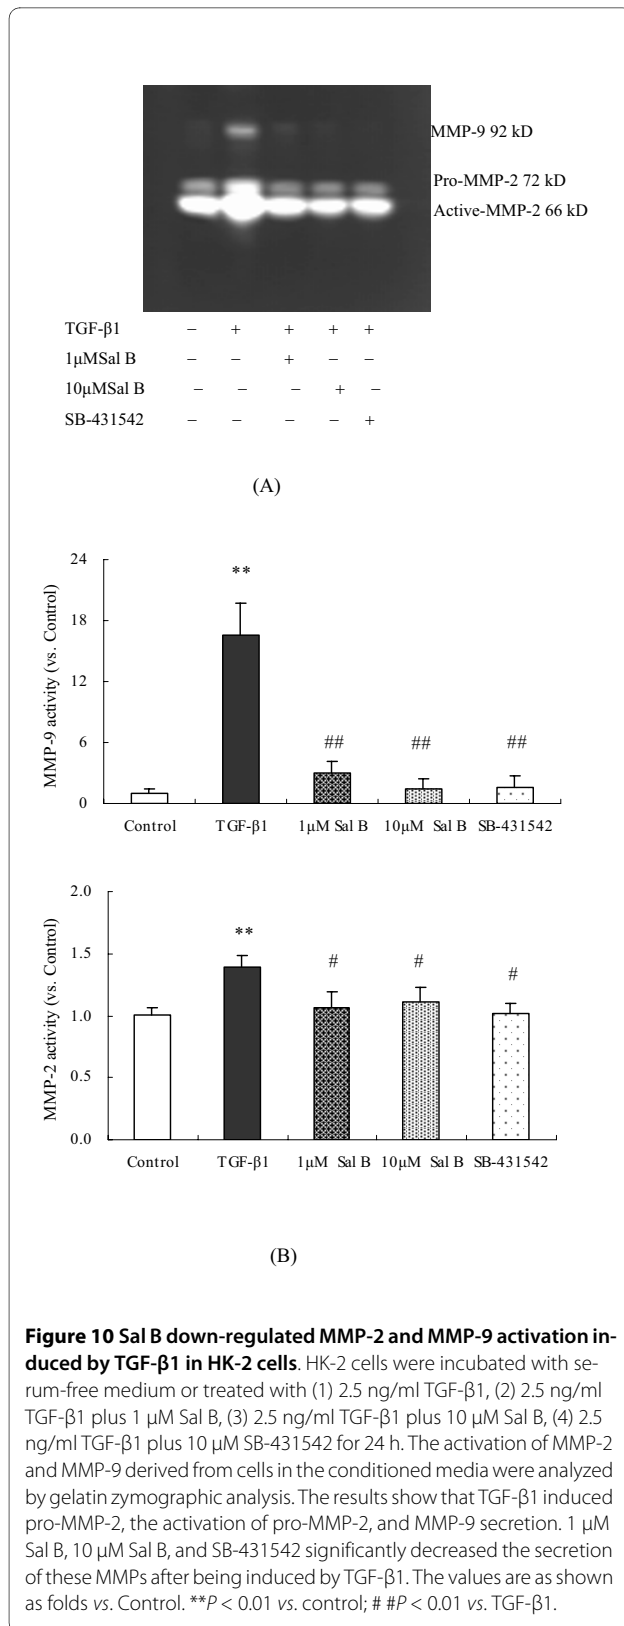 MMP-9 92 kD
Pro-MMP-2 72 kD
Active-MMP-2 66 kD
TGF-β1 − + + + +
1μMSal B − − + − −
10μMSal B − − − + −
SB-431542 − − − − +
(A)
MMP-9 activity (vs. Control)
24
18
12
6
0
**
##
##
##
Control TGF-β1 1μM Sal B 10μM Sal B SB-431542
MMP-2 activity (vs. Control)
2.0
1.5
1.0
0.5
0.0
**
#
#
#
Control TGF-β1 1μM Sal B 10μM Sal B SB-431542
(B)
Figure 10 Sal B down-regulated MMP-2 and MMP-9 activation in-
duced by TGF-β1 in HK-2 cells. HK-2 cells were incubated with se-
rum-free medium or treated with (1) 2.5 ng/ml TGF-β1, (2) 2.5 ng/ml
TGF-β1 plus 1 μM Sal B, (3) 2.5 ng/ml TGF-β1 plus 10 μM Sal B, (4) 2.5
ng/ml TGF-β1 plus 10 μM SB-431542 for 24 h. The activation of MMP-2
and MMP-9 derived from cells in the conditioned media were analyzed
by gelatin zymographic analysis. The results show that TGF-β1 induced
pro-MMP-2, the activation of pro-MMP-2, and MMP-9 secretion. 1 μM
Sal B, 10 μM Sal B, and SB-431542 significantly decreased the secretion
of these MMPs after being induced by TGF-β1. The values are as shown
as folds vs. Control. **P < 0.01 vs. control; # ##P < 0.01 vs. TGF-β1.